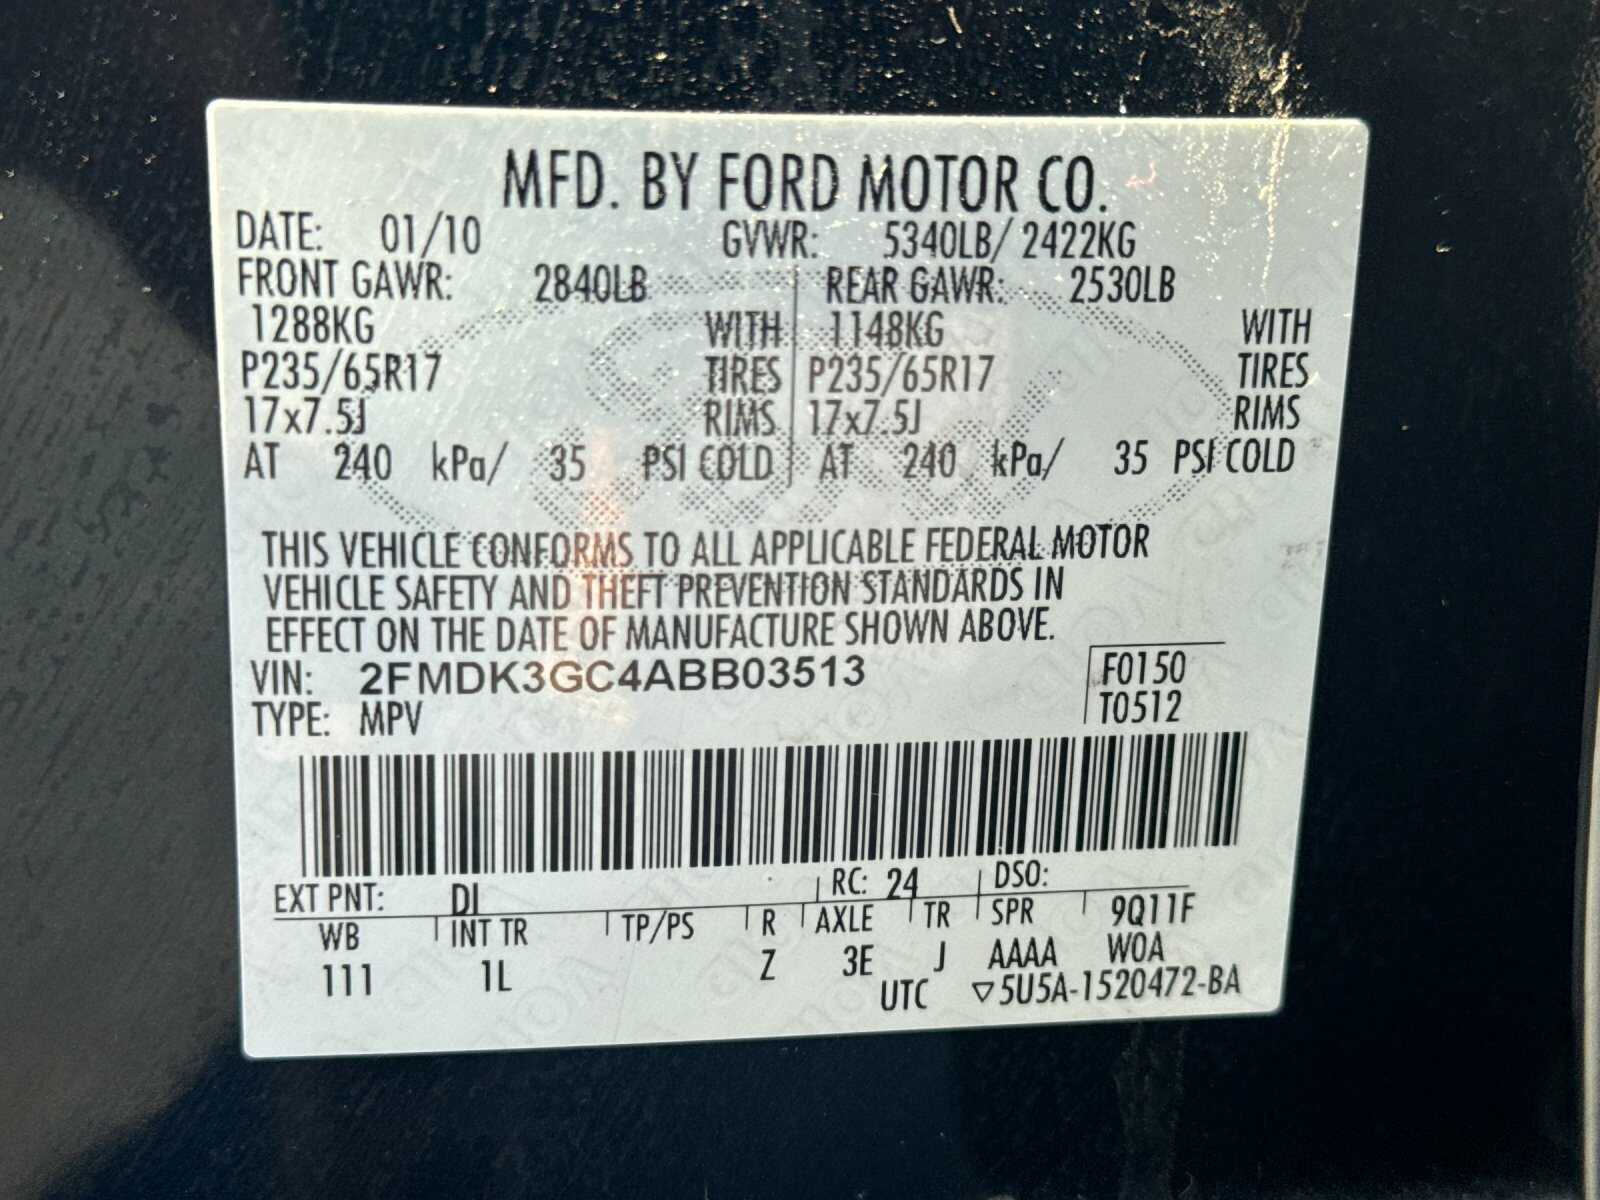 MFD. BY FORD MOTOR CO.
DATE: 01/10 GVWR: 5340LB/ 2422KG
FRONT GAWR: 2840LB REAR GAWR: 2530LB
1288KG WITH 1148KG WITH
P235/65R17 TIRES P235/65R17 TIRES
17x7.5J RIMS 17x7.5J RIMS
AT 240 kPa/ 35 PSI COLD AT 240 kPa/ 35 PSI COLD
THIS VEHICLE CONFORMS TO ALL APPLICABLE FEDERAL MOTOR
VEHICLE SAFETY AND THEFT PREVENTION STANDARDS IN
EFFECT ON THE DATE OF MANUFACTURE SHOWN ABOVE.
VIN: 2FMDK3GC4ABB03513 F0150
TYPE: MPV T0512
EXT PNT: DI RC: 24 DSO:
WB INT TR TP/PS R AXLE TR SPR 9Q11F
111 1L Z 3E J AAAA WOA
UTC ▽5U5A-1520472-BA